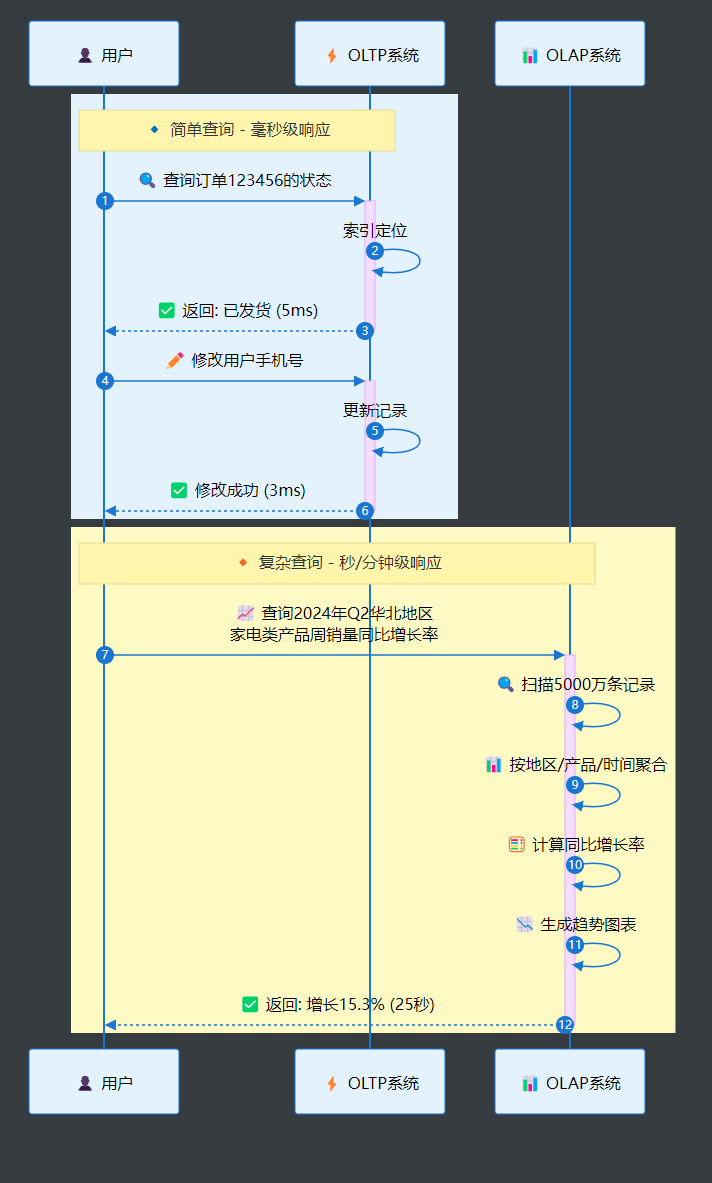 👤 用户
⚡ OLTP系统
📊 OLAP系统
🔹 简单查询 - 毫秒级响应
🔍 查询订单123456的状态
1
索引定位
2
✅ 返回: 已发货 (5ms)
3
✏️ 修改用户手机号
4
更新记录
5
✅ 修改成功 (3ms)
6
🔸 复杂查询 - 秒/分钟级响应
📈 查询2024年Q2华北地区
家电类产品周销量同比增长率
7
🔍 扫描5000万条记录
8
📊 按地区/产品/时间聚合
9
🧮 计算同比增长率
10
📉 生成趋势图表
11
✅ 返回: 增长15.3% (25秒)
12
👤 用户
⚡ OLTP系统
📊 OLAP系统